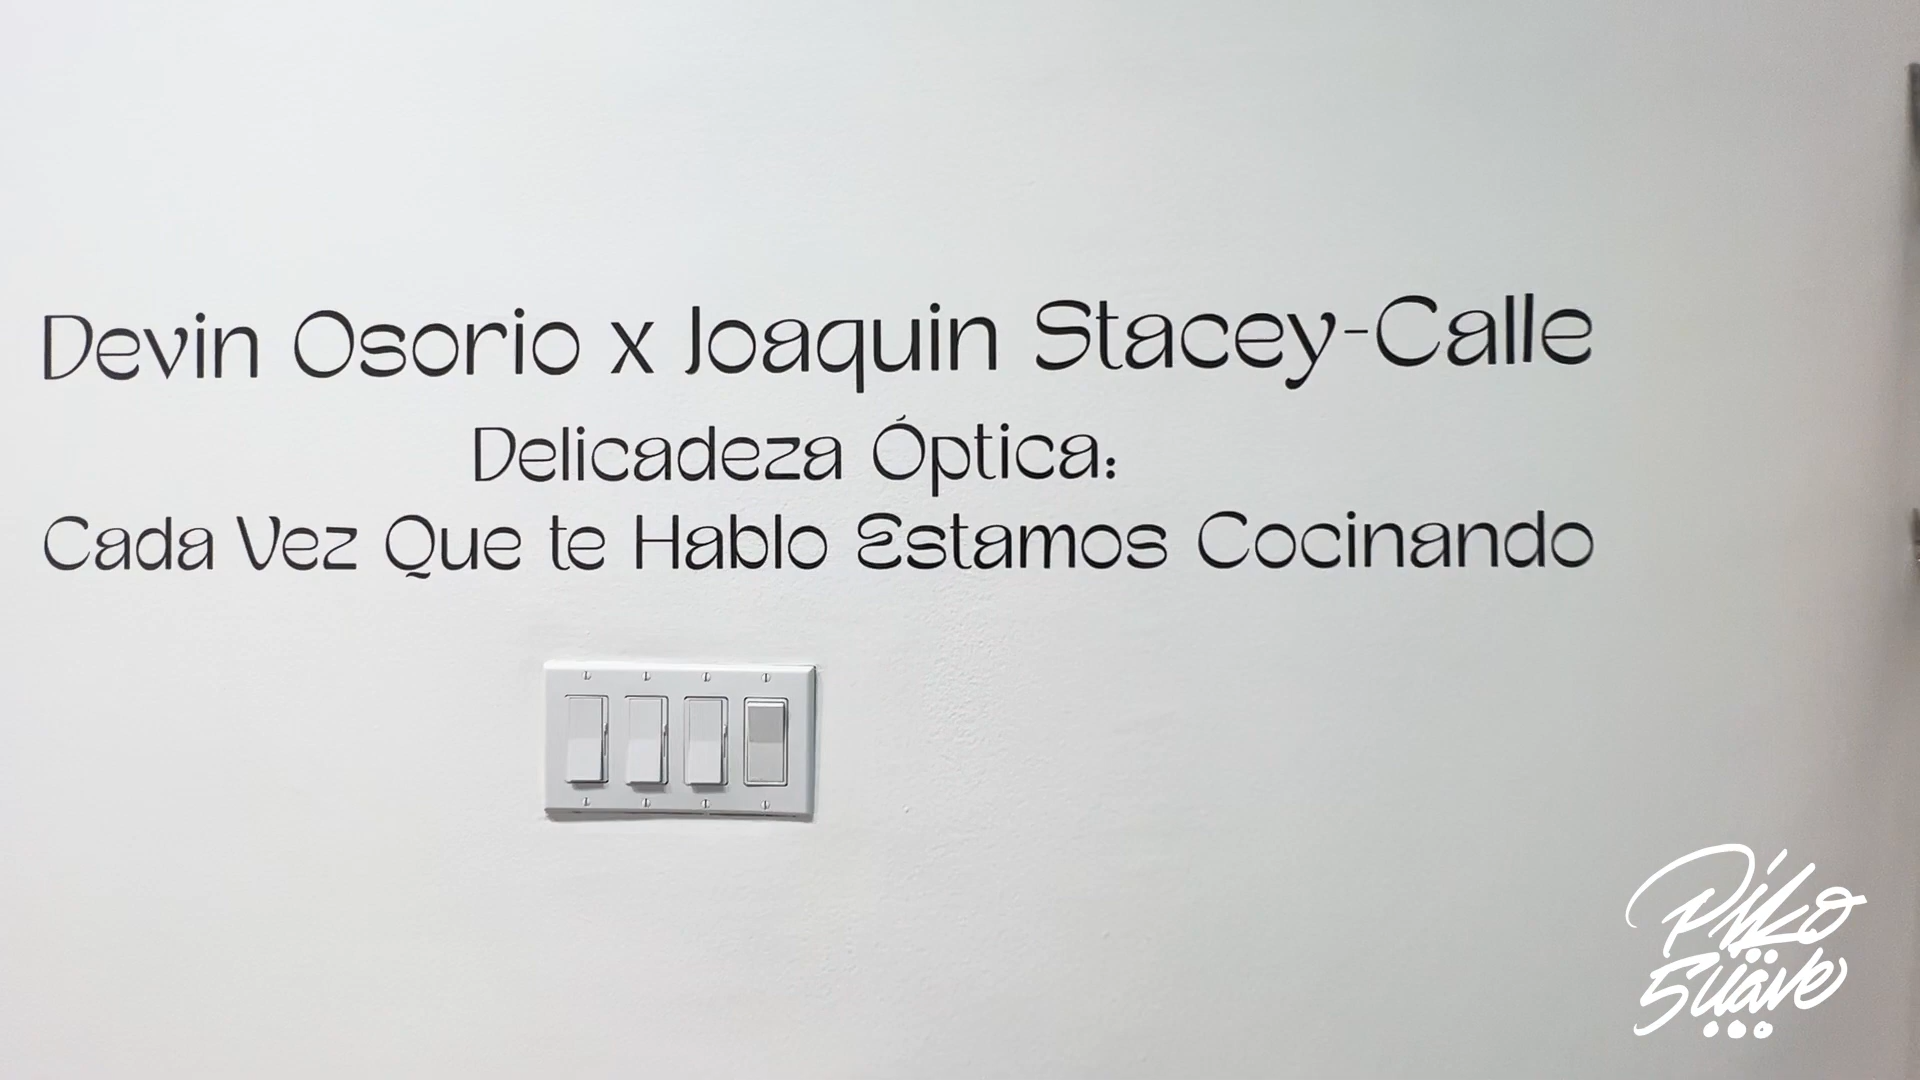 Devin Osorio x Joaquin Stacey-Calle
Delicadeza Óptica:
Cada Vez Que te Hablo Estamos Cocinando
Piko
Suave